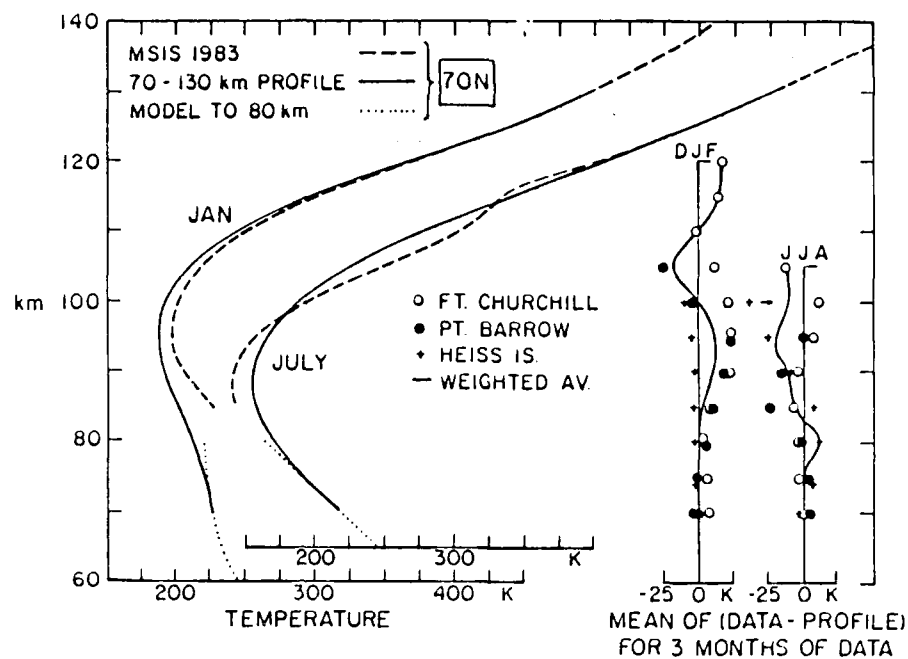 140
MSIS 1983
70 - 130 km PROFILE
MODEL TO 80 km
70N
120
DJF
JAN
JJA
km
100
FT. CHURCHILL
PT. BARROW
HEISS IS.
WEIGHTED AV.
JULY
80
200 300 K
60
200 300 400 K
-25 0 K -25 0 K
TEMPERATURE
MEAN OF (DATA - PROFILE)
FOR 3 MONTHS OF DATA